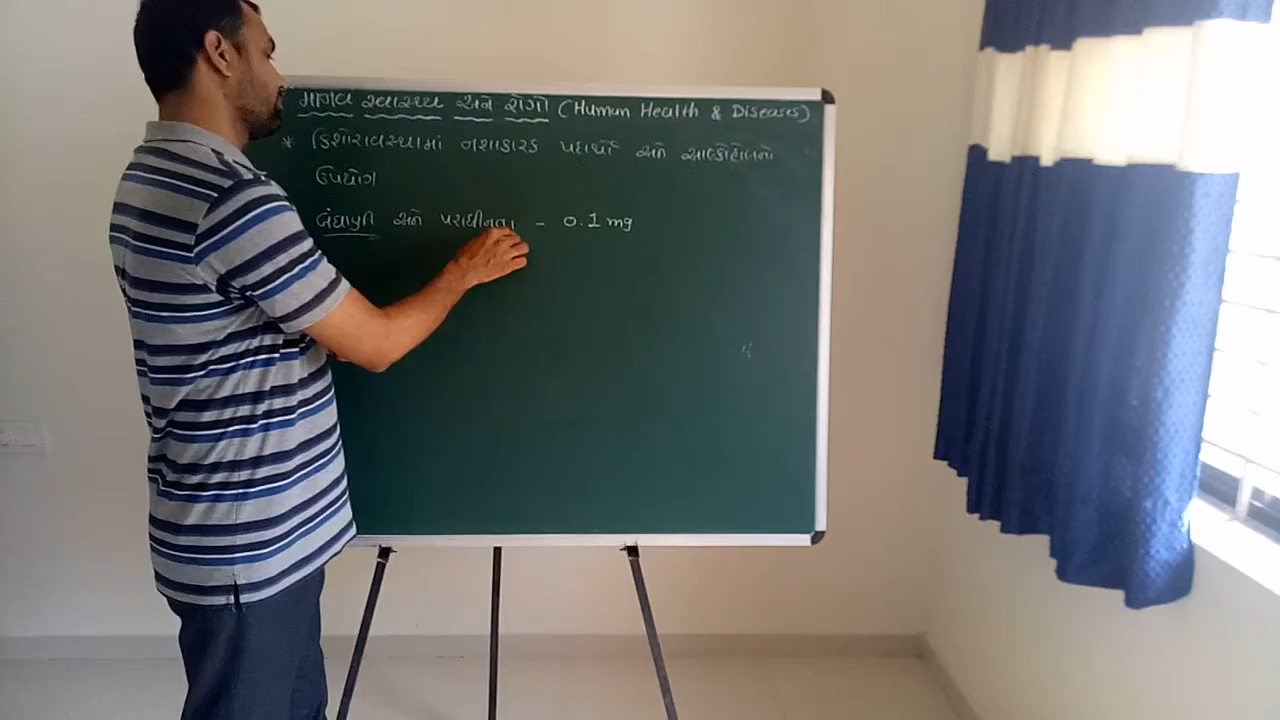 માનવ સ્વાસ્થ્ય અને રોગો (Human Health & Diseases)
* કિશોરાવસ્થામાં નશાકારક પદાર્થો અને આલ્કોહોલનો
ઉપયોગ
બંધાણી અને પરાધીનતા - 0.1 mg